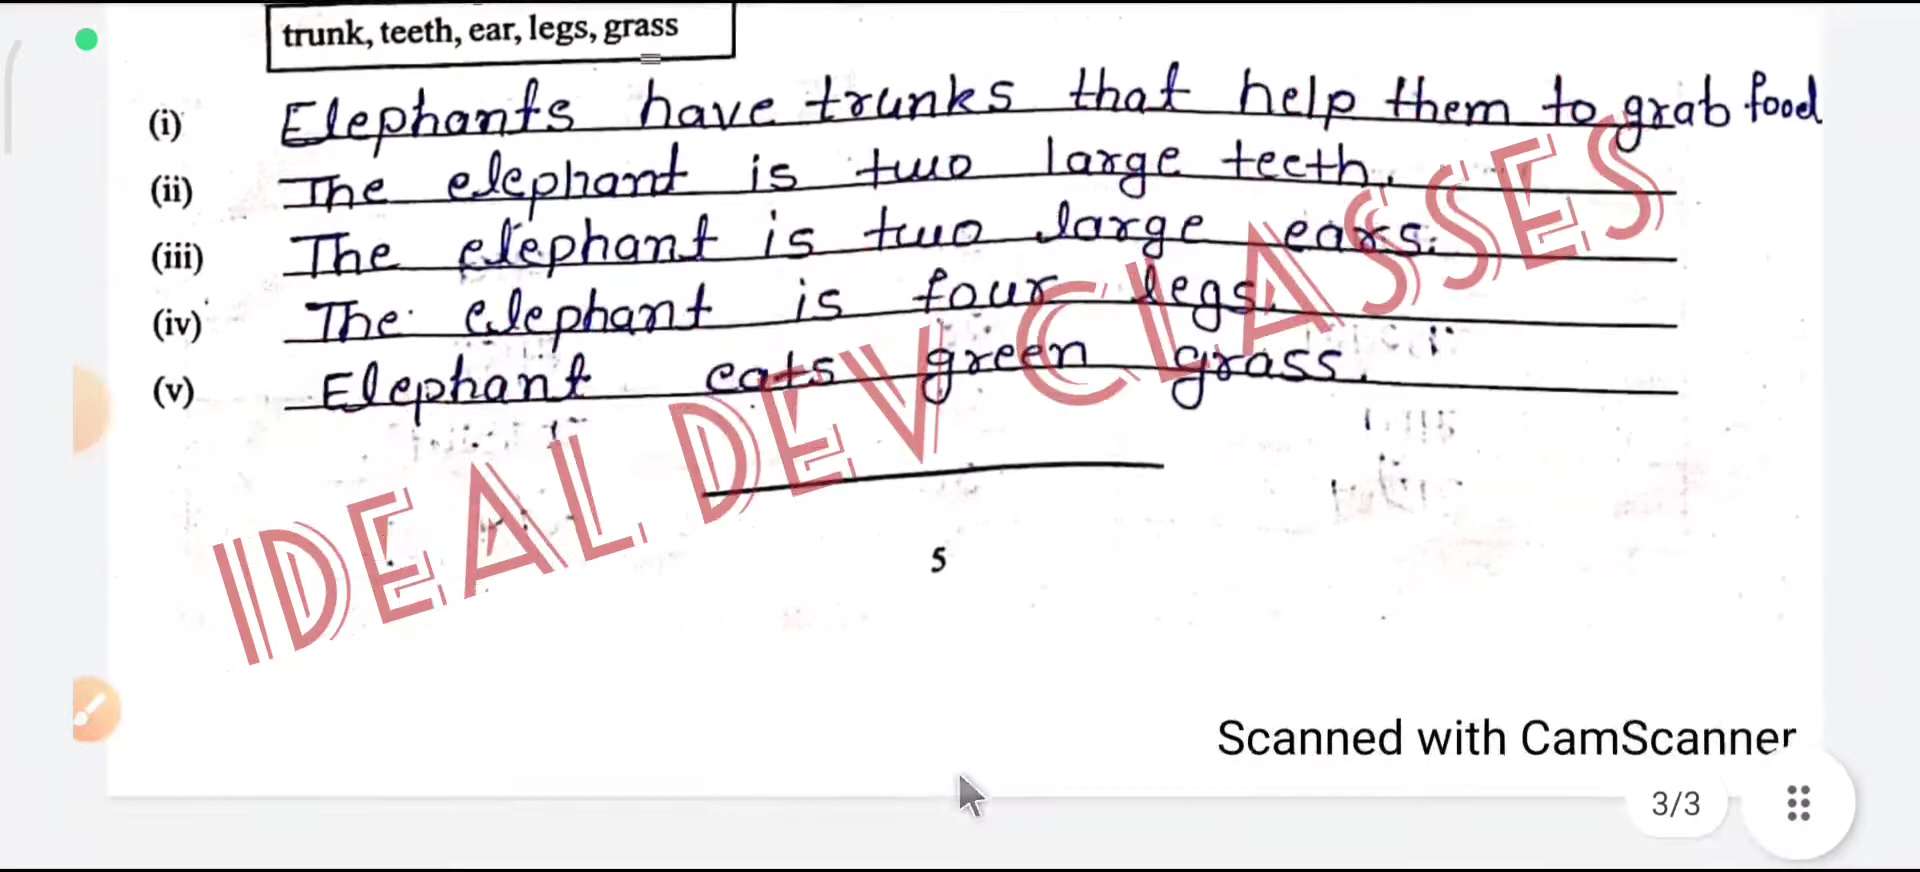 trunk, teeth, ear, legs, grass
(i) Elephants have trunks that help them to grab food
(ii) The elephant is two large teeth.
(iii) The elephant is two large ears.
(iv) The elephant is four legs.
(v) Elephant eats green grass.
IDEAL DEV CLASSES
5
Scanned with CamScanner
3/3